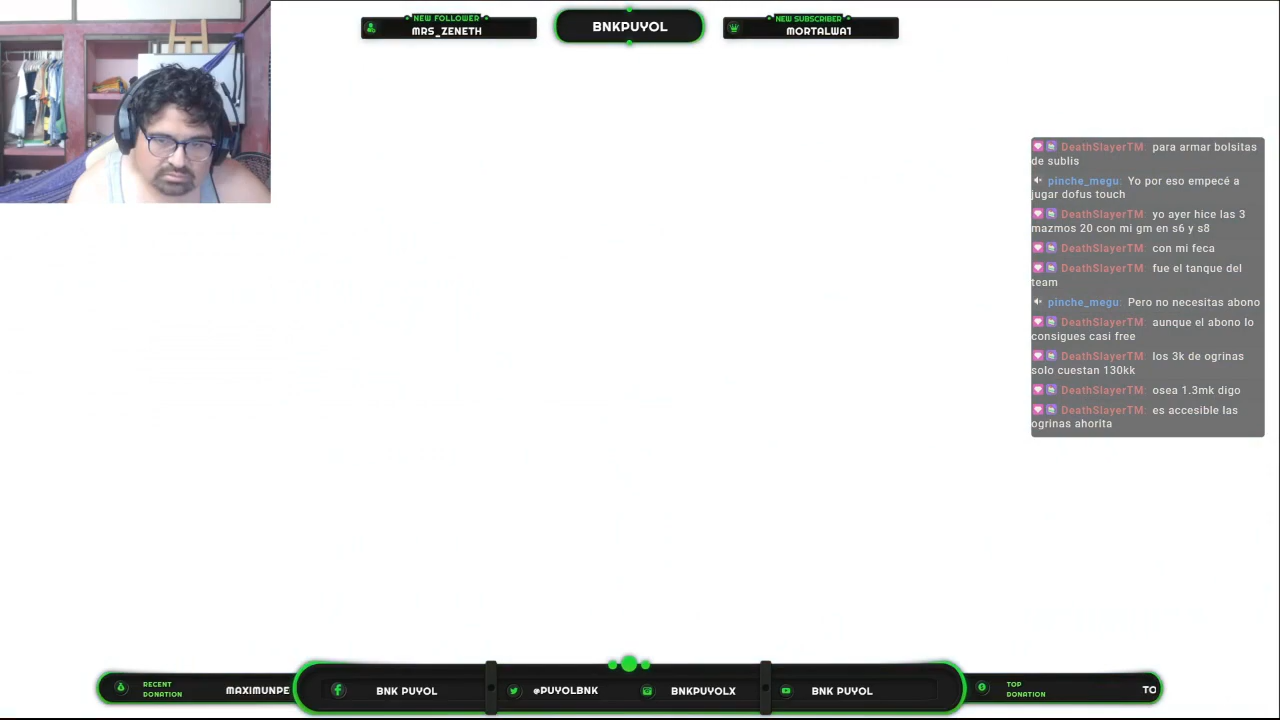 NEW FOLLOWER
MRS_ZENETH
BNKPUYOL
NEW SUBSCRIBER
MORTALWA1
DeathSlayerTM: para armar bolsitas
de sublis
pinche_megu: Yo por eso empecé a
jugar dofus touch
DeathSlayerTM: yo ayer hice las 3
mazmos 20 con mi gm en s6 y s8
DeathSlayerTM: con mi feca
DeathSlayerTM: fue el tanque del
team
pinche_megu: Pero no necesitas abono
DeathSlayerTM: aunque el abono lo
consigues casi free
DeathSlayerTM: los 3k de ogrinas
solo cuestan 130kk
DeathSlayerTM: osea 1.3mk digo
DeathSlayerTM: es accesible las
ogrinas ahorita
RECENT
DONATION
MAXIMUNPE
BNK PUYOL
@PUYOLBNK
BNKPUYOLX
BNK PUYOL
TOP
DONATION
TO